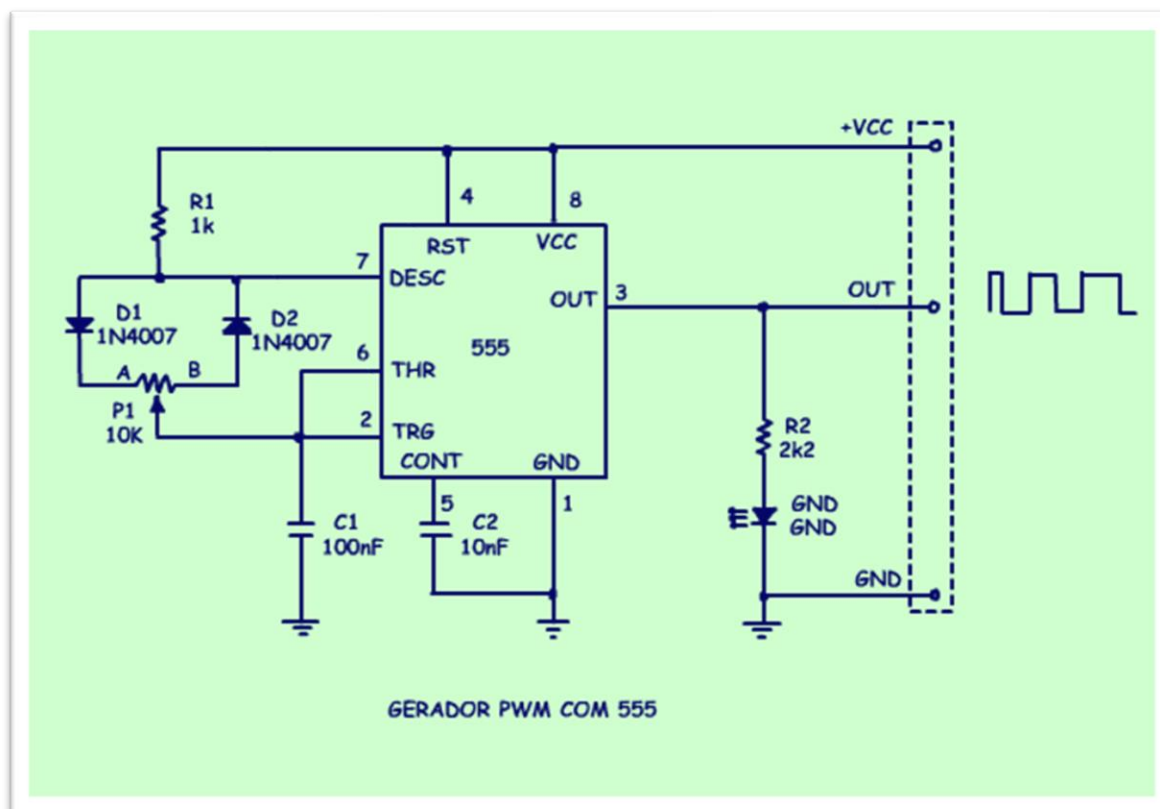 +VCC
4
8
R1
1k
RST
VCC
7
DESC
OUT
3
OUT
D1
1N4007
D2
1N4007
555
6
THR
A
B
P1
10K
2
TRG
R2
2k2
CONT
GND
5
1
GND
GND
C1
100nF
C2
10nF
GND
GERADOR PWM COM 555